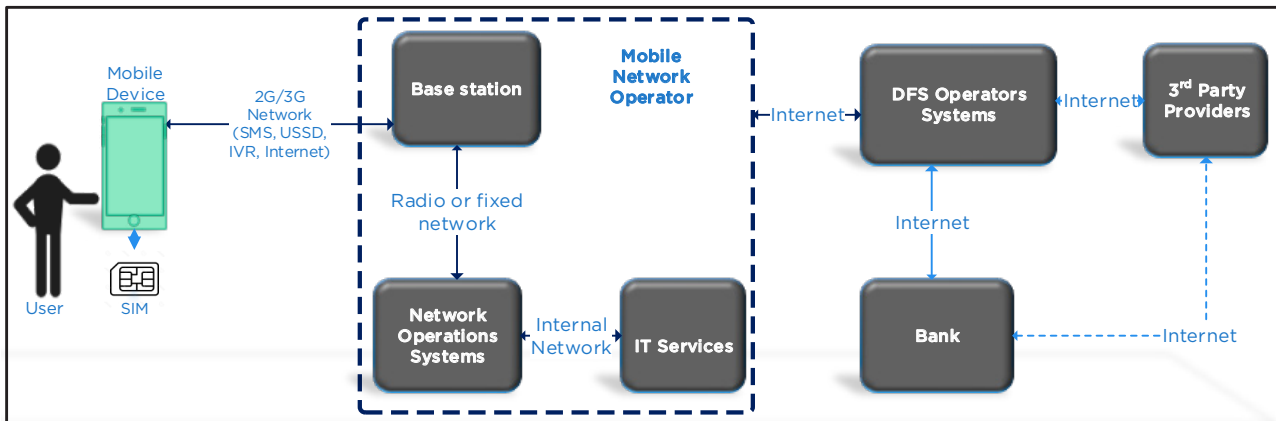 Mobile
Device
2G/3G
Network
(SMS, USSD,
IVR, Internet)
User
SIM
Base station
Mobile
Network
Operator
Radio or fixed
network
Network
Operations
Systems
Internal
Network
IT Services
Internet
DFS Operators
Systems
Internet
3rd Party
Providers
Internet
Bank
Internet